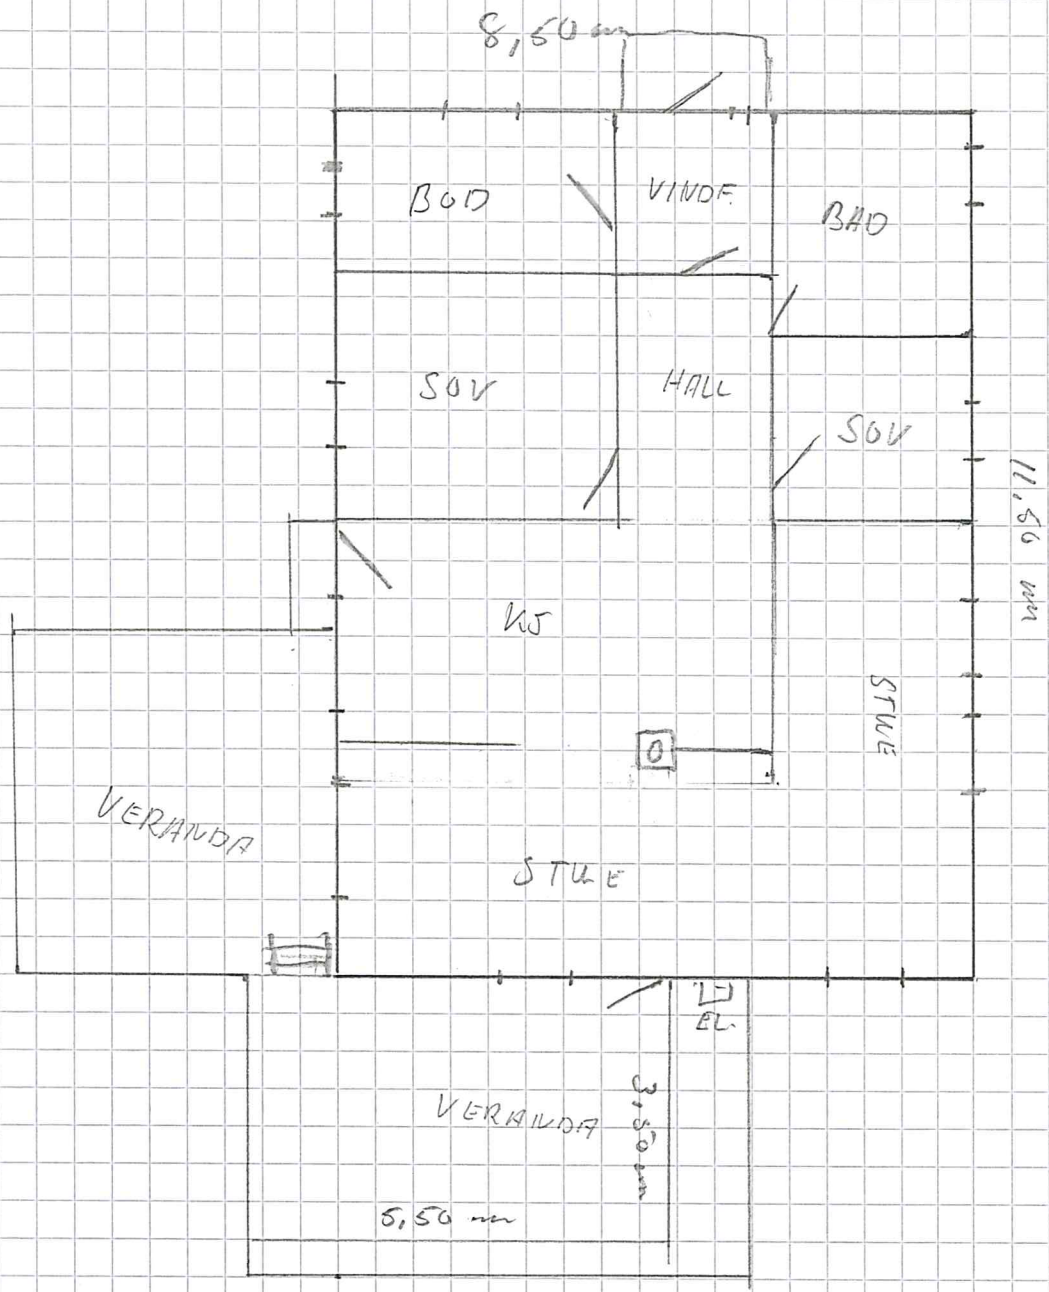 8,50 m
BOD
VINDF.
BAD
SOV
HALL
SOV
11,50 m
KJ
STUE
O
VERANDA
STUE
EL.
VERANDA
3,50 m
5,50 m